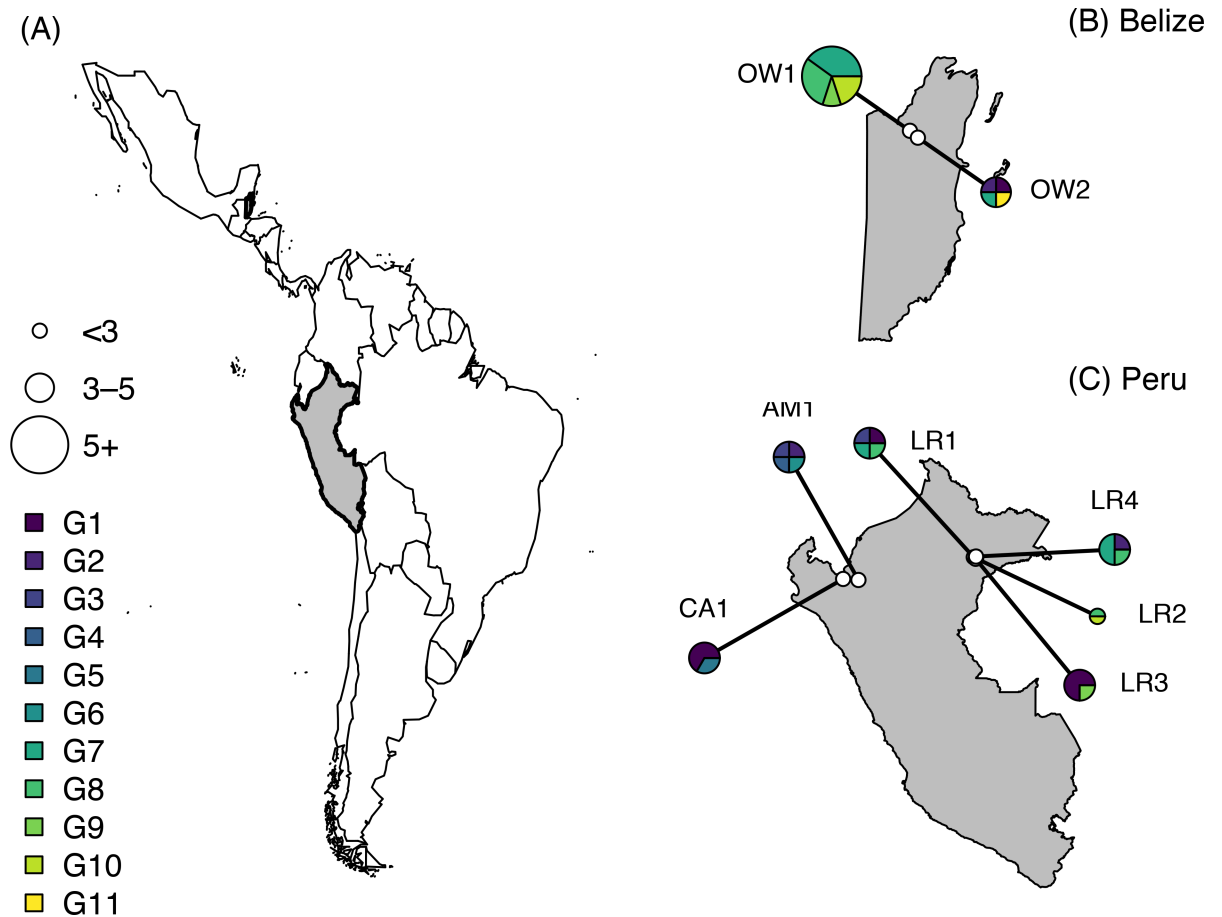 (A)
(B) Belize
OW1
OW2
<3
3–5
5+
(C) Peru
AM1
LR1
LR4
CA1
LR2
LR3
G1
G2
G3
G4
G5
G6
G7
G8
G9
G10
G11